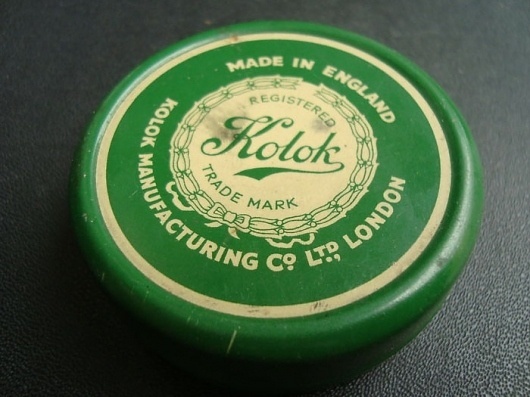 MADE IN ENGLAND
REGISTERED
Kolok
TRADE MARK
KOLOK MANUFACTURING Co. LTD., LONDON